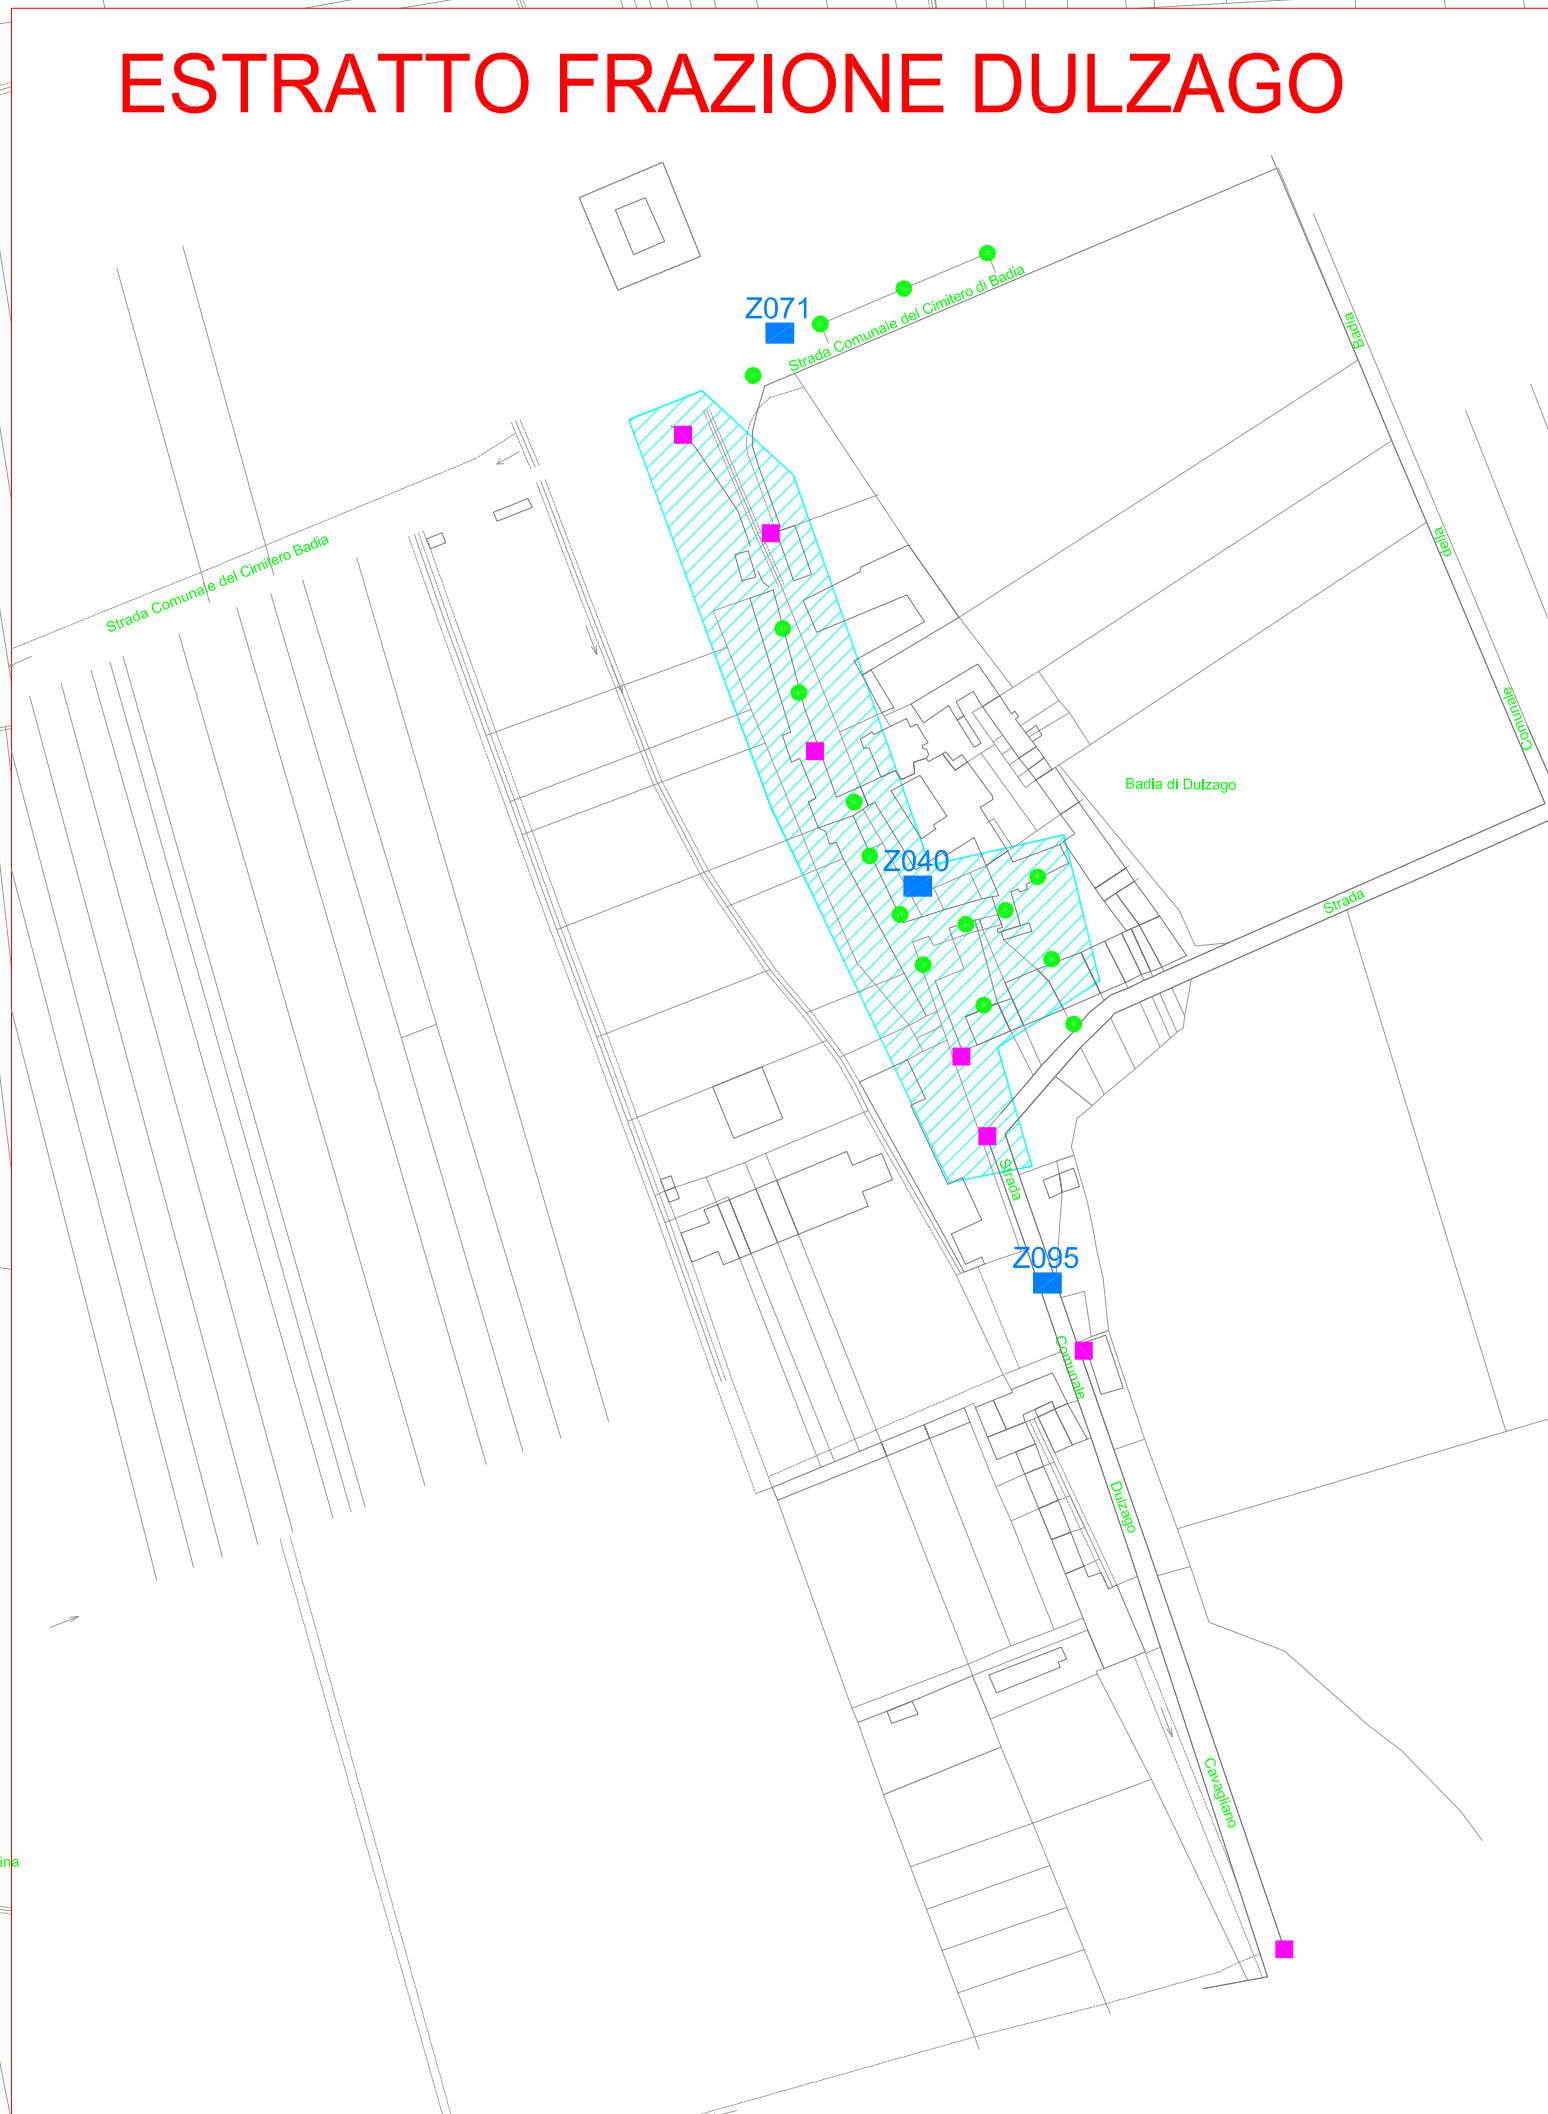 ESTRATTO FRAZIONE DULZAGO
Z071
Strada Comunale del Cimitero di Badia
Badia
della
Comunale
Strada
Strada Comunale del Cimitero Badia
Badia di Dulzago
Z040
Strada
Z095
Comunale
Dulzago
Cavagliano
ina